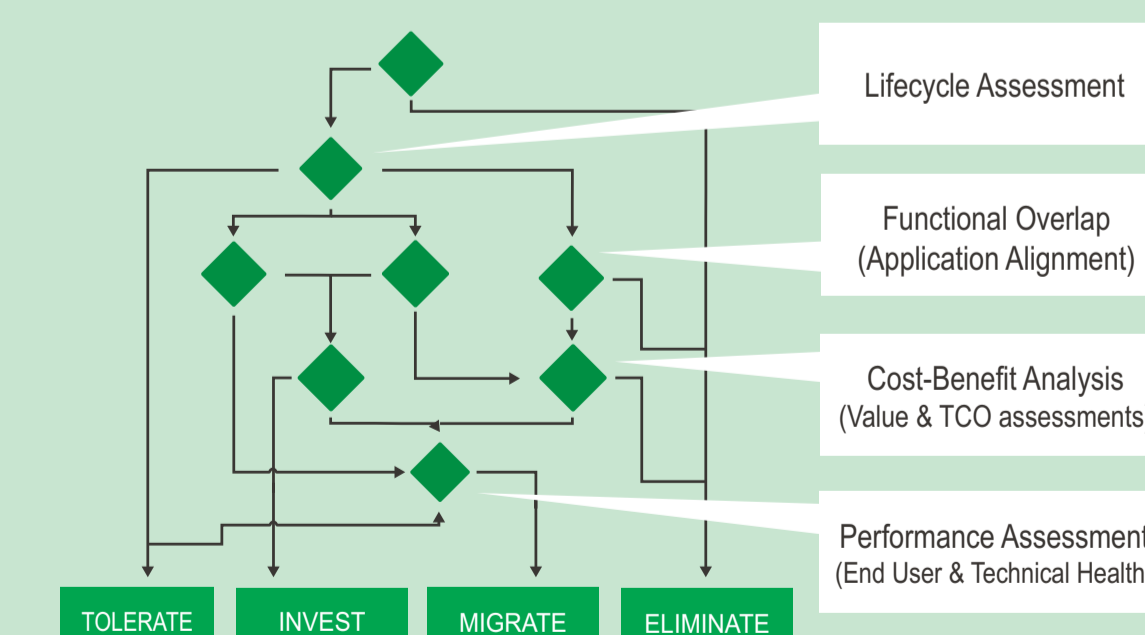 Lifecycle Assessment
Functional Overlap
(Application Alignment)
Cost-Benefit Analysis
(Value & TCO assessments
Performance Assessment
(End User & Technical Health
TOLERATE
INVEST
MIGRATE
ELIMINATE